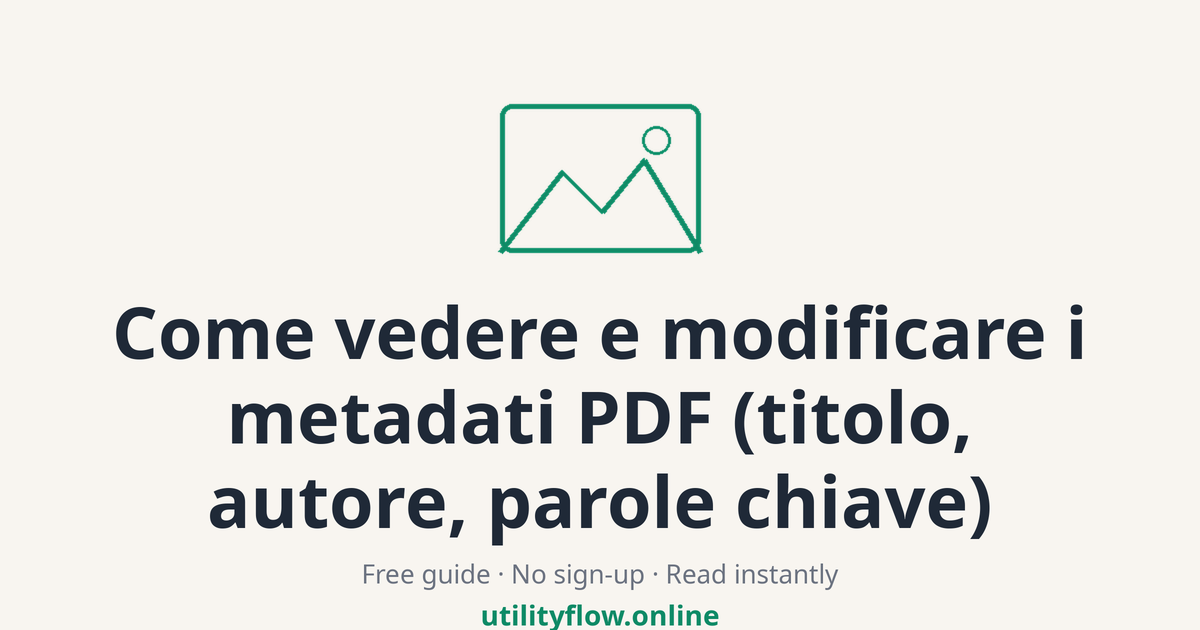 Come vedere e modificare i
metadati PDF (titolo,
autore, parole chiave)
Free guide · No sign-up · Read instantly
utilityflow.online